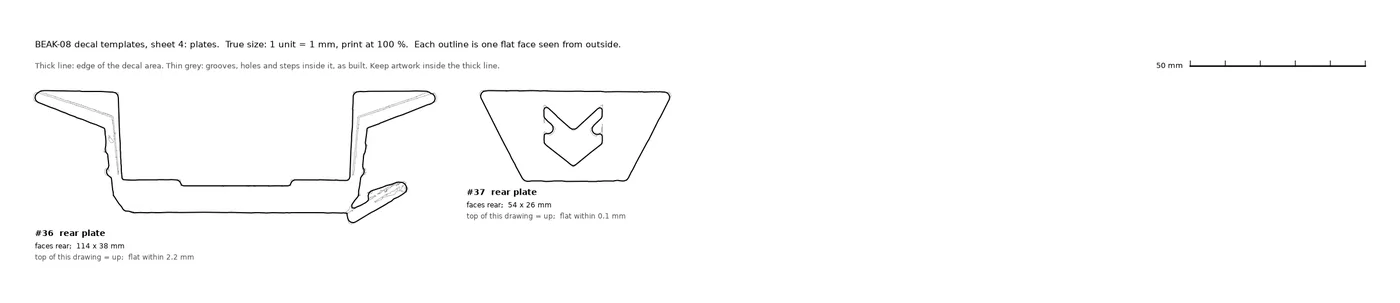 BEAK-08 decal templates, sheet 4: plates.  True size: 1 unit = 1 mm, print at 100 %.  Each outline is one flat face seen from outside.
Thick line: edge of the decal area. Thin grey: grooves, holes and steps inside it, as built. Keep artwork inside the thick line.
50 mm
#36  rear plate
faces rear;  114 x 38 mm
top of this drawing = up;  flat within 2.2 mm
#37  rear plate
faces rear;  54 x 26 mm
top of this drawing = up;  flat within 0.1 mm